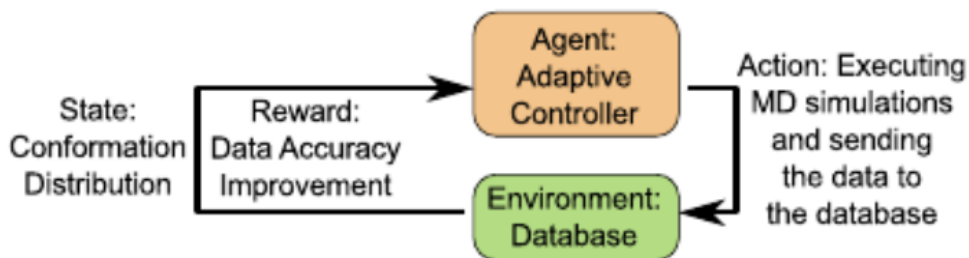 Agent:
Adaptive
Controller
State:
Conformation
Distribution
Reward:
Data Accuracy
Improvement
Action: Executing
MD simulations
and sending
the data to
the database
Environment:
Database